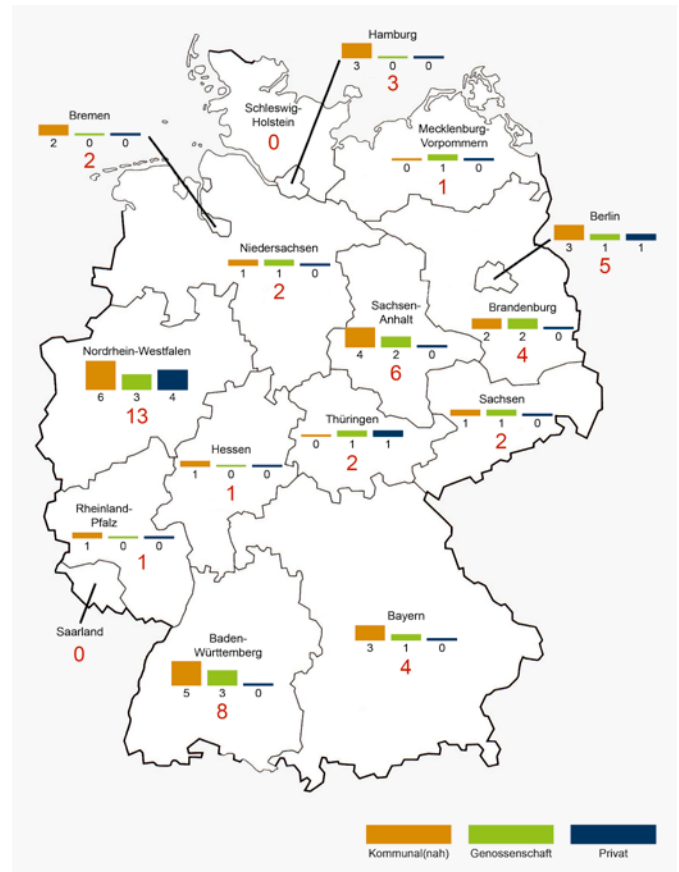 Hamburg
3 0 0
3
Schleswig-
Holstein
0
Bremen
2 0 0
2
Mecklenburg-
Vorpommern
0 1 0
1
Berlin
3 1 1
5
Niedersachsen
1 1 0
2
Sachsen-
Anhalt
4 2 0
6
Brandenburg
2 2 0
4
Nordrhein-Westfalen
6 3 4
13
Sachsen
1 1 0
2
Thüringen
0 1 1
2
Hessen
1 0 0
1
Rheinland-
Pfalz
1 0 0
1
Saarland
0
Baden-
Württemberg
5 3 0
8
Bayern
3 1 0
4
Kommunal(nah) Genossenschaft Privat